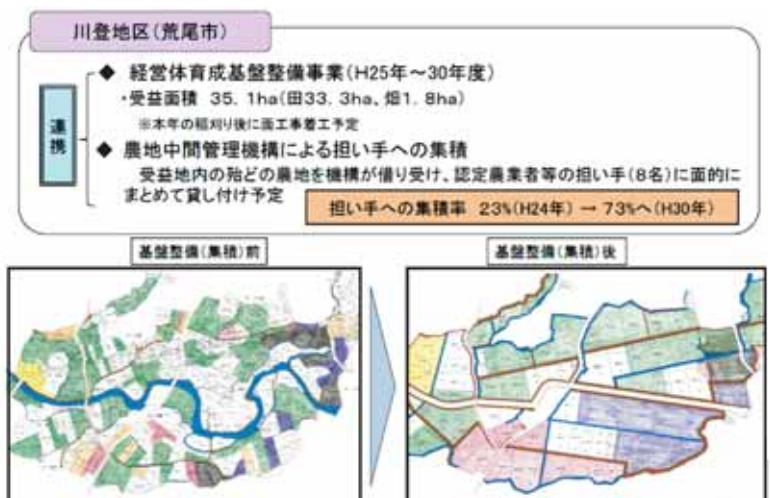 川登地区(荒尾市)
連携
◆ 経営体育成基盤整備事業(H25年～30年度)
・受益面積 35.1ha(田33.3ha、畑1.8ha)
※本年の稲刈り後に面工事着工予定
◆ 農地中間管理機構による担い手への集積
受益地内の殆どの農地を機構が借り受け、認定農業者等の担い手(8名)に面的に
まとめて貸し付け予定
担い手への集積率 23%(H24年) → 73%へ(H30年)
基盤整備(集積)前
基盤整備(集積)後